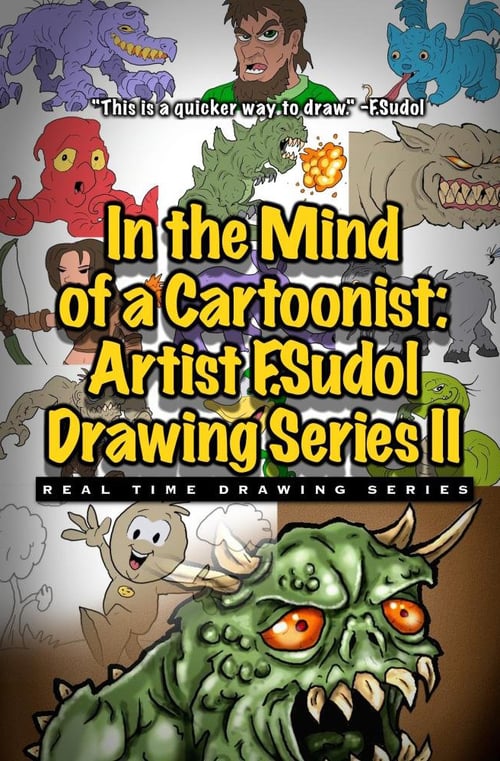 "This is a quicker way to draw." -F.Sudol
In the Mind
of a Cartoonist:
Artist F.Sudol
Drawing Series II
REAL TIME DRAWING SERIES